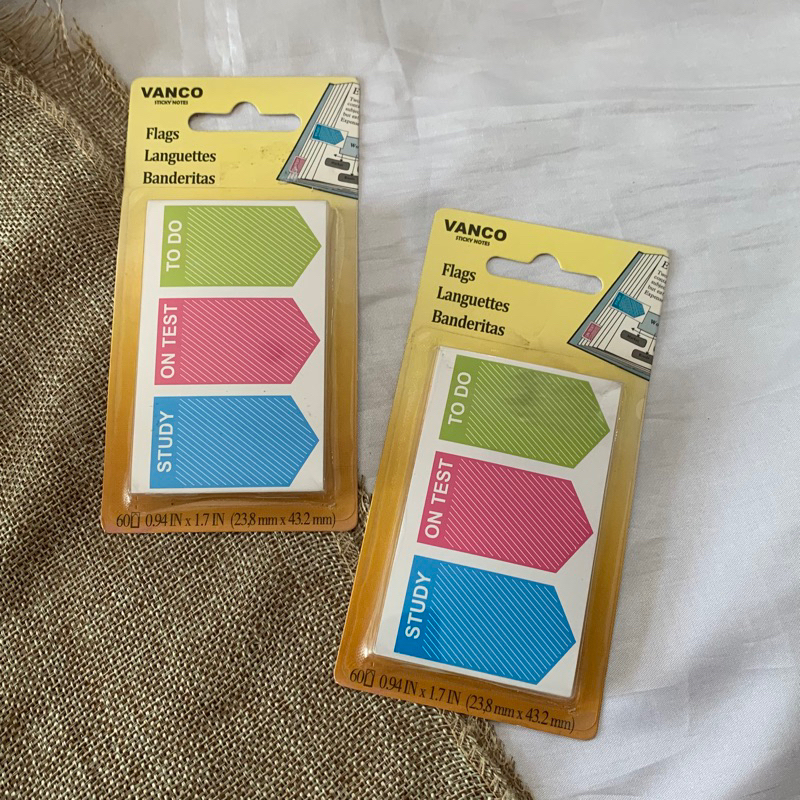 VANCO
STICKY NOTES
Flags
Languettes
Banderitas
TO DO
ON TEST
STUDY
60 0.94 IN x 1.7 IN (23,8 mm x 43.2 mm)
VANCO
STICKY NOTES
Flags
Languettes
Banderitas
TO DO
ON TEST
STUDY
60 0.94 IN x 1.7 IN (23,8 mm x 43.2 mm)